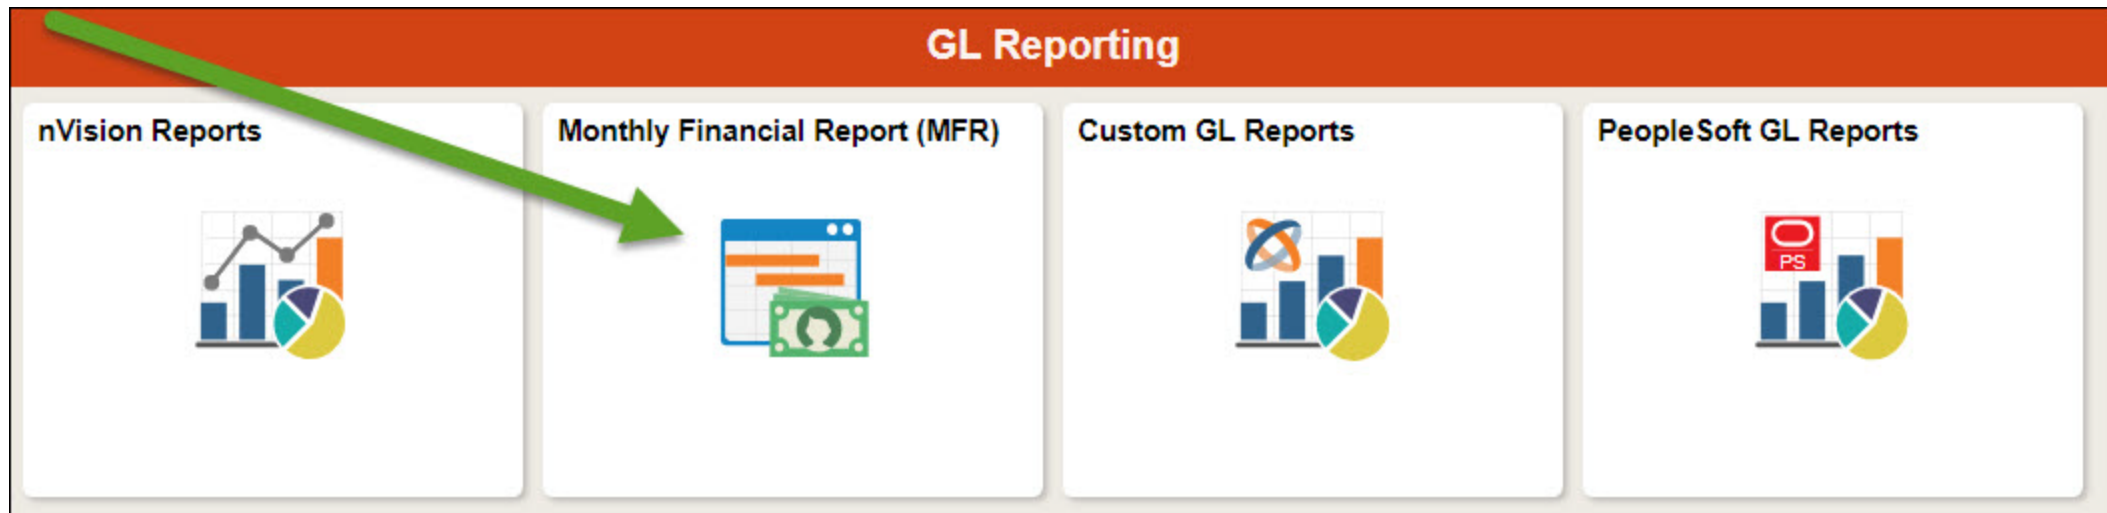 GL Reporting
nVision Reports
Monthly Financial Report (MFR)
Custom GL Reports
PeopleSoft GL Reports
PS